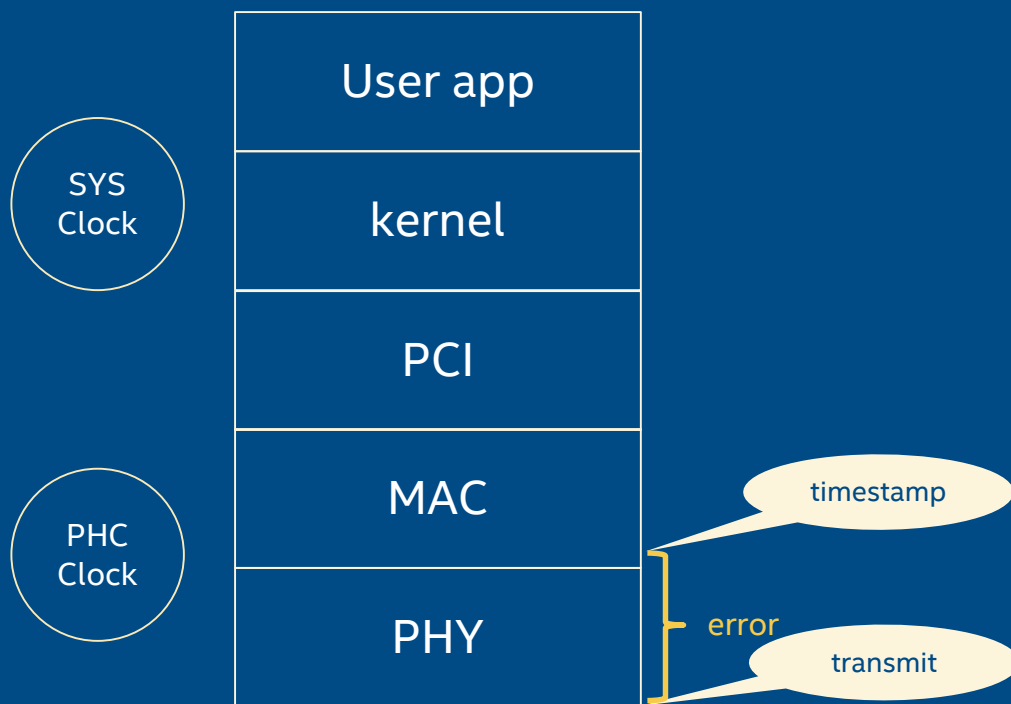 User app
SYS
Clock
kernel
PCI
MAC
timestamp
PHC
Clock
PHY
error
transmit